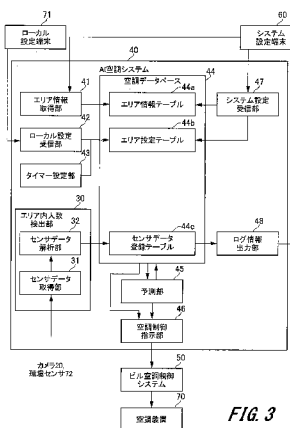 71
ローカル
設定端末
60
システム
設定端末
40
AI空調システム
44
空調データベース
44a
エリア情報テーブル
44b
エリア設定テーブル
41
エリア情報
取得部
42
ローカル設定
受信部
43
タイマー設定部
47
システム設定
受信部
30
エリア内人数
検出部
32
センサデータ
解析部
31
センサデータ
取得部
44c
センサデータ
登録テーブル
48
ログ情報
出力部
45
予測部
46
空調制御
指示部
カメラ20,
環境センサ72
50
ビル空調制御
システム
70
空調装置
FIG. 3